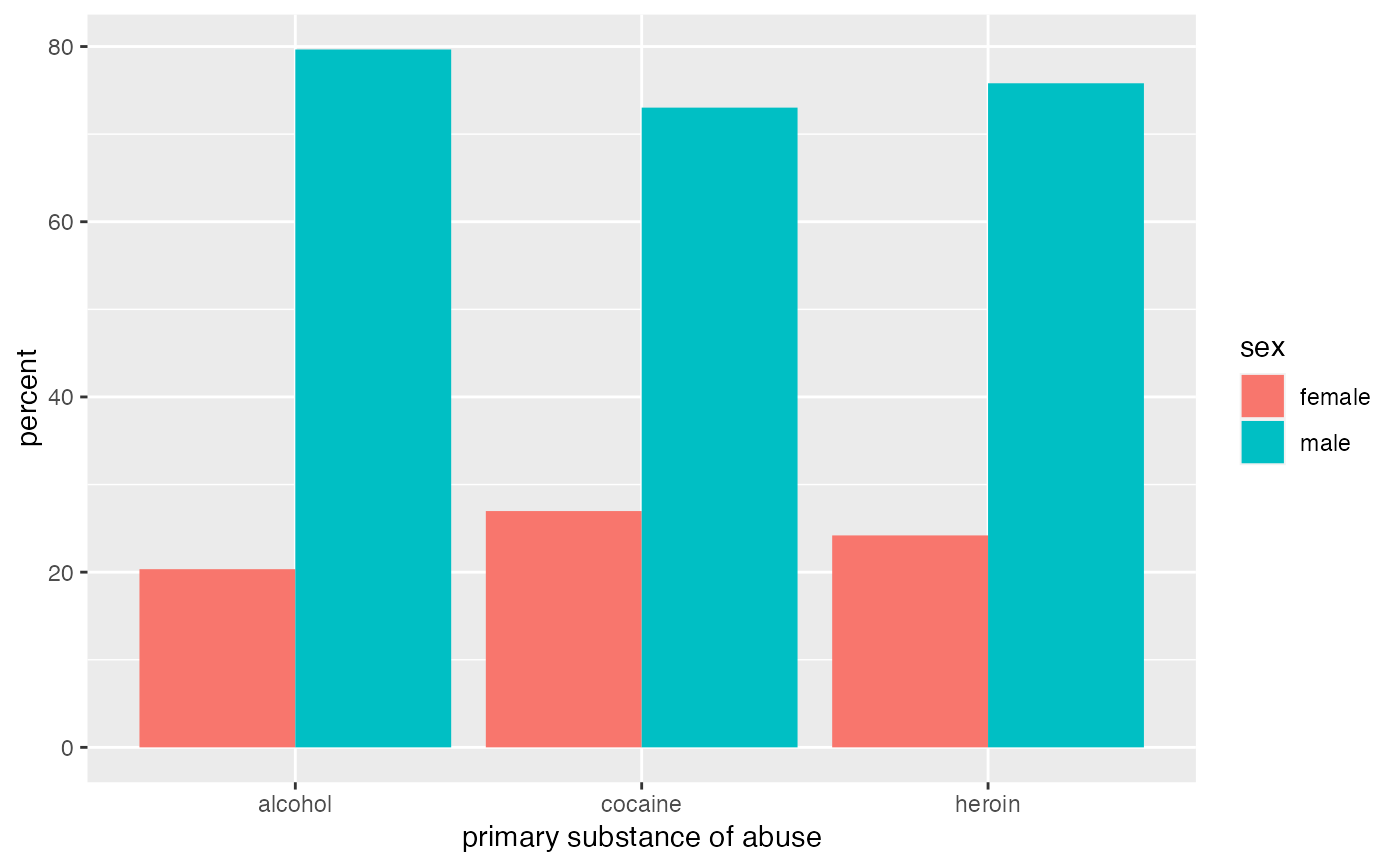 80
60
40
20
0
percent
alcohol
cocaine
heroin
primary substance of abuse
sex
female
male